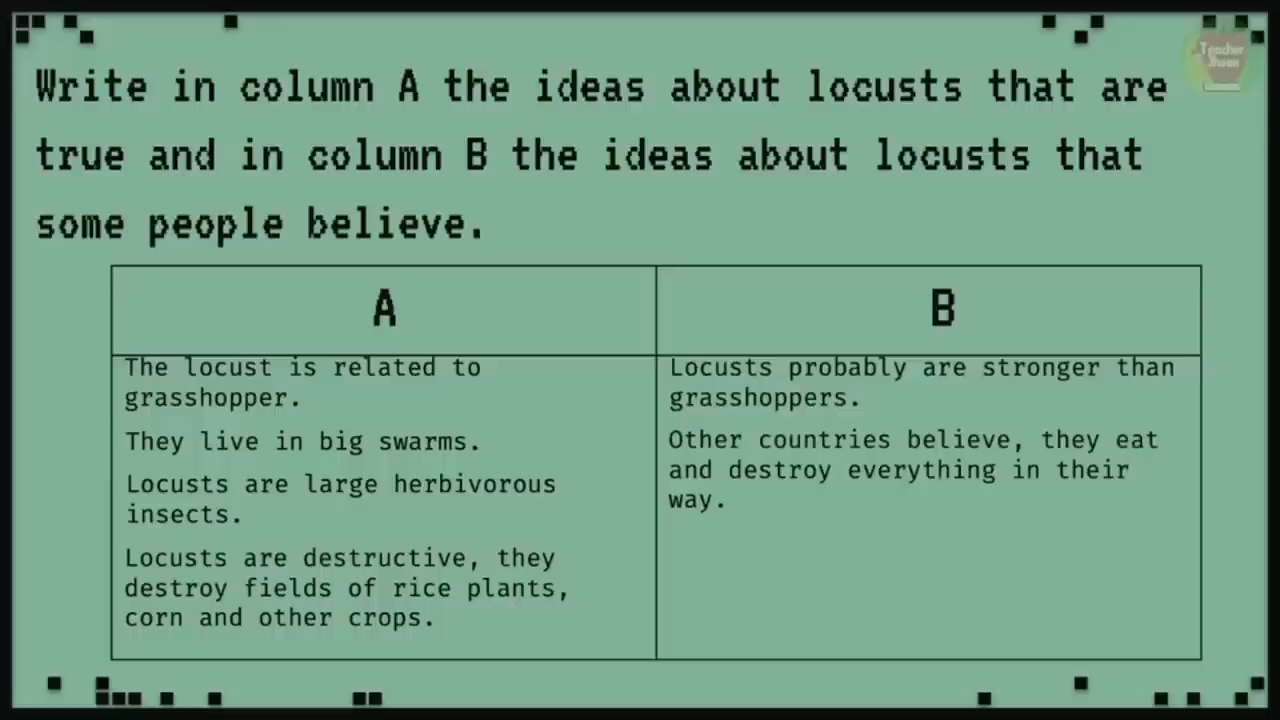 Write in column A the ideas about locusts that are
true and in column B the ideas about locusts that
some people believe.
A
B
The locust is related to
grasshopper.
They live in big swarms.
Locusts are large herbivorous
insects.
Locusts are destructive, they
destroy fields of rice plants,
corn and other crops.
Locusts probably are stronger than
grasshoppers.
Other countries believe, they eat
and destroy everything in their
way.
Teacher